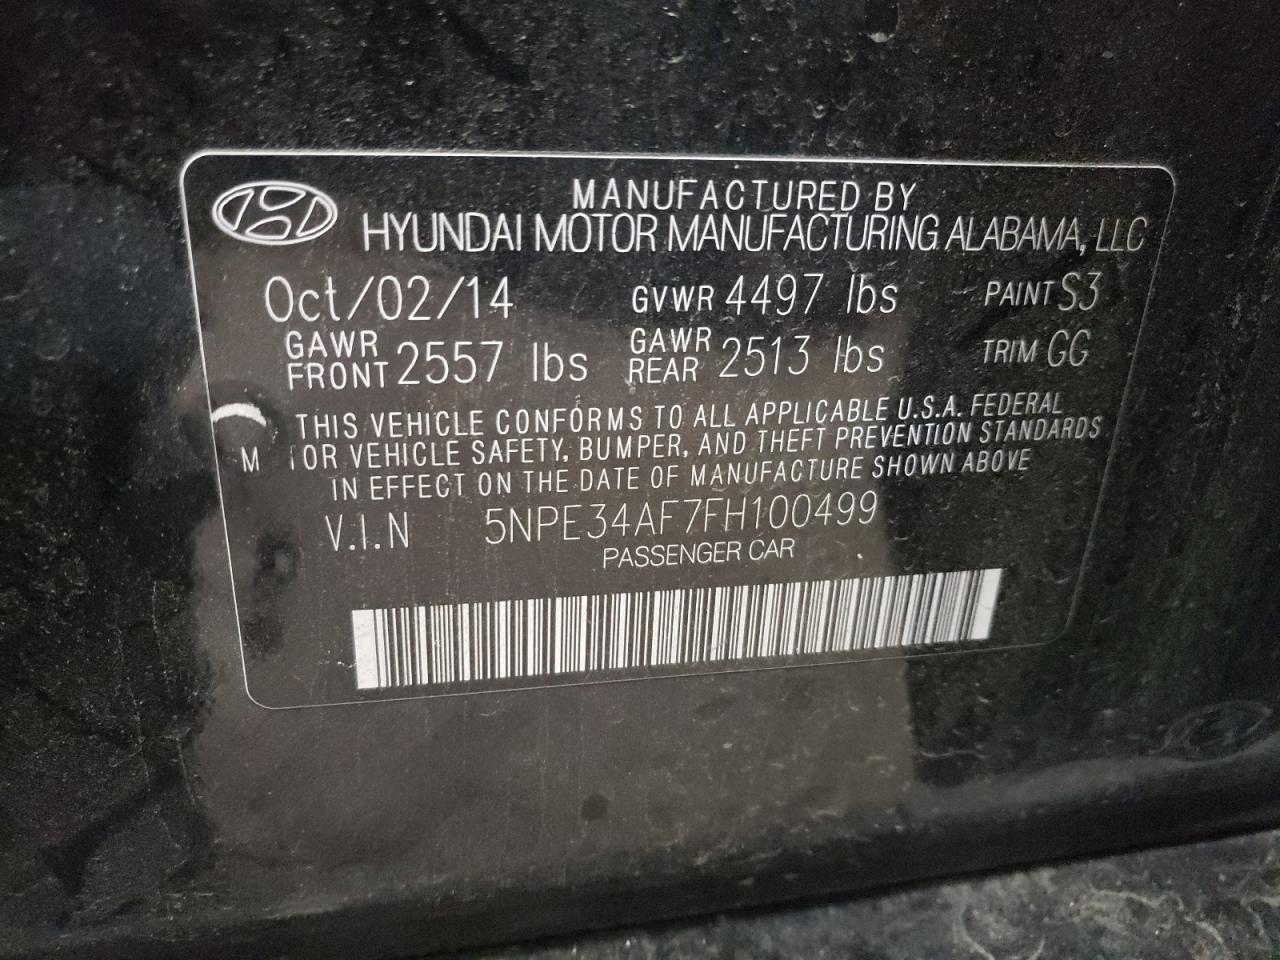 MANUFACTURED BY
HYUNDAI MOTOR MANUFACTURING ALABAMA, LLC
Oct/02/14 GVWR 4497 lbs PAINT S3
GAWR FRONT 2557 lbs GAWR REAR 2513 lbs TRIM GG
THIS VEHICLE CONFORMS TO ALL APPLICABLE U.S.A. FEDERAL
M TOR VEHICLE SAFETY, BUMPER, AND THEFT PREVENTION STANDARDS
IN EFFECT ON THE DATE OF MANUFACTURE SHOWN ABOVE
V.I.N 5NPE34AF7FH100499
PASSENGER CAR